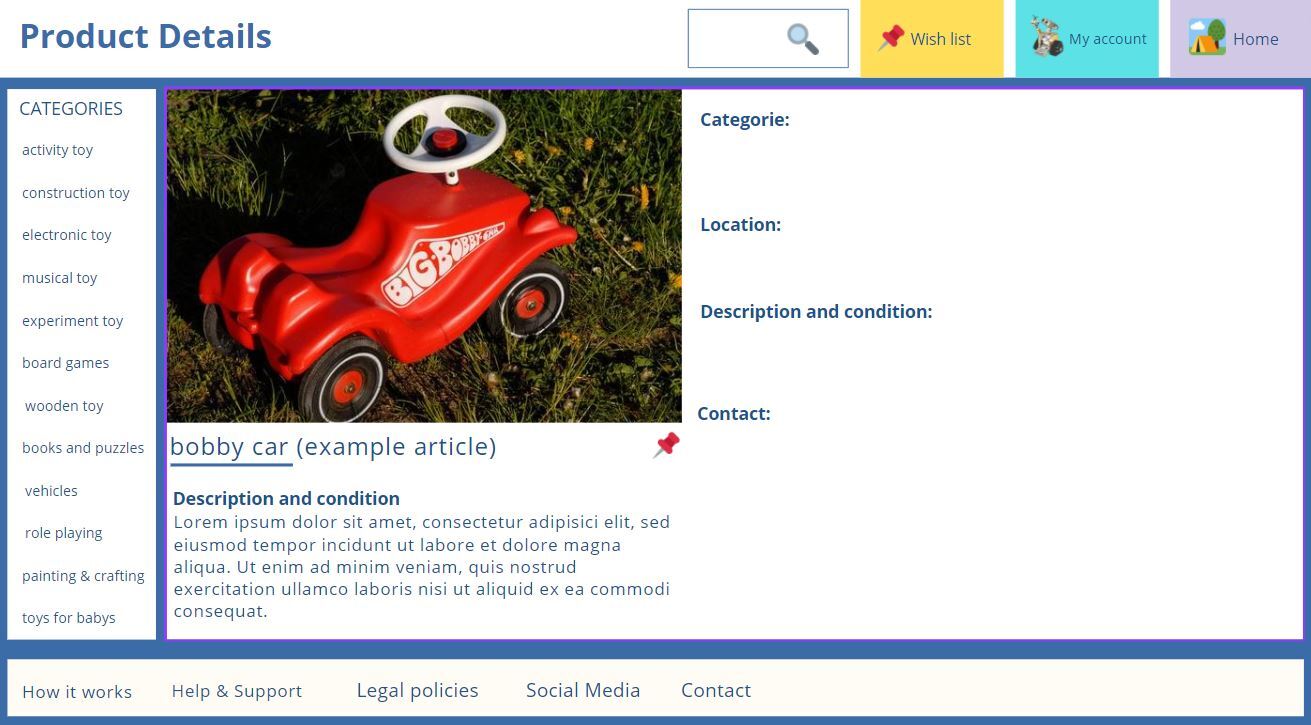 Product Details
Wish list
My account
Home
CATEGORIES
activity toy
construction toy
electronic toy
musical toy
experiment toy
board games
wooden toy
books and puzzles
vehicles
role playing
painting & crafting
toys for babys
BIG-BOBBY-CAR
bobby car (example article)
Description and condition
Lorem ipsum dolor sit amet, consectetur adipisici elit, sed
eiusmod tempor incidunt ut labore et dolore magna
aliqua. Ut enim ad minim veniam, quis nostrud
exercitation ullamco laboris nisi ut aliquid ex ea commodi
consequat.
Categorie:
Location:
Description and condition:
Contact:
How it works
Help & Support
Legal policies
Social Media
Contact